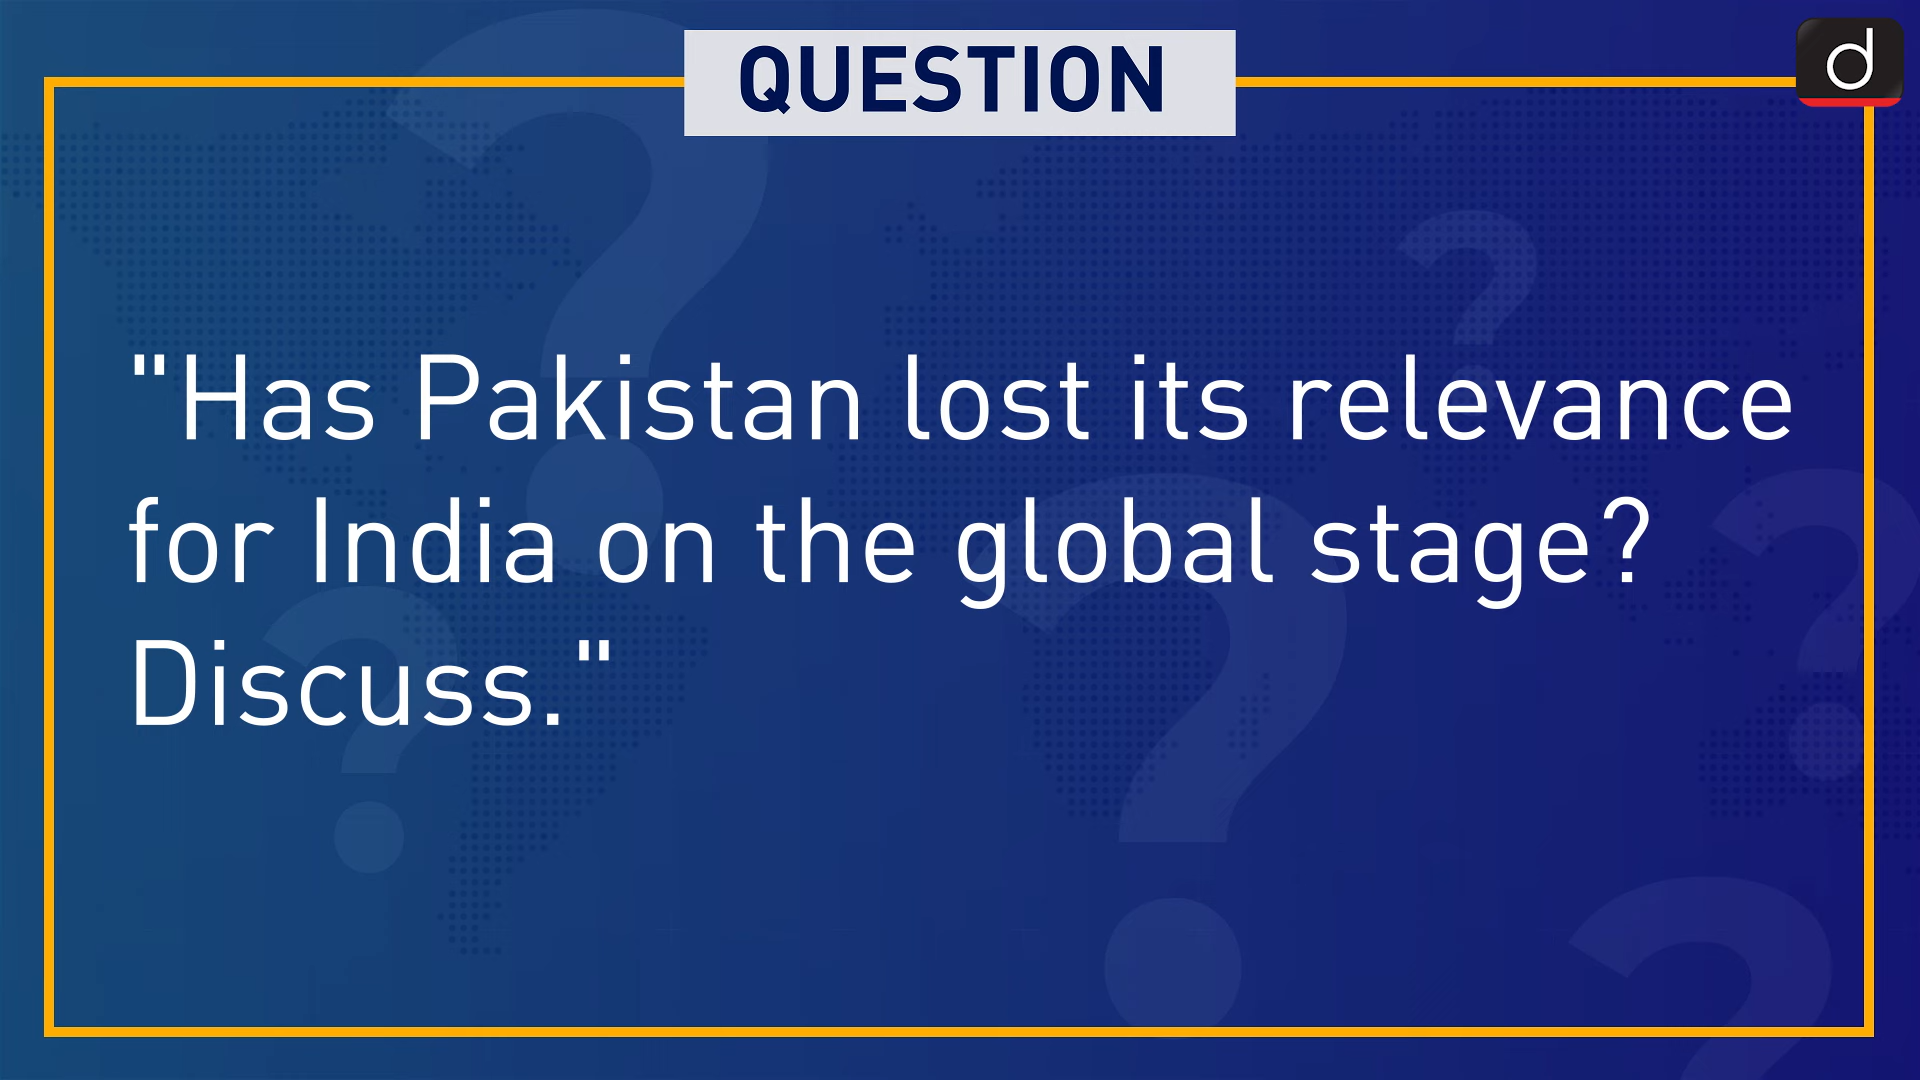 QUESTION
d
"Has Pakistan lost its relevance
for India on the global stage?
Discuss."